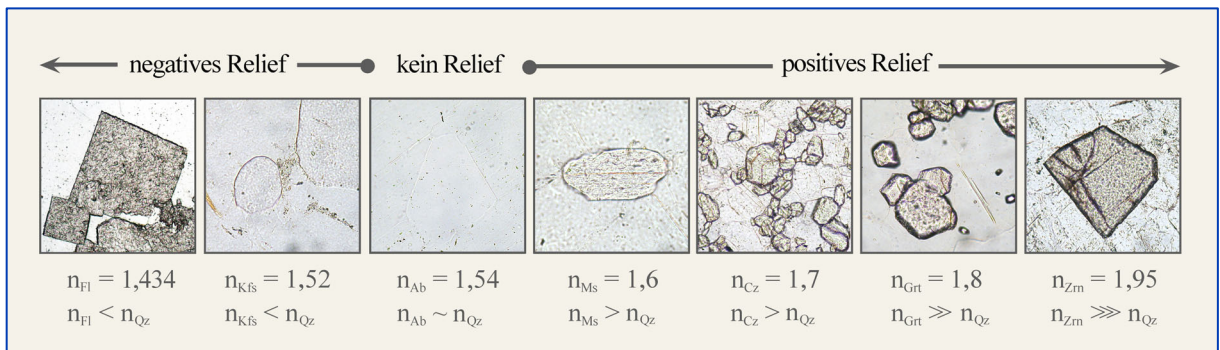 negatives Relief kein Relief positives Relief
n_Fl = 1,434 n_Kfs = 1,52 n_Ab = 1,54 n_Ms = 1,6 n_Cz = 1,7 n_Grt = 1,8 n_Zrn = 1,95
n_Fl < n_Qz n_Kfs < n_Qz n_Ab ~ n_Qz n_Ms > n_Qz n_Cz > n_Qz n_Grt ≫ n_Qz n_Zrn ⋙ n_Qz